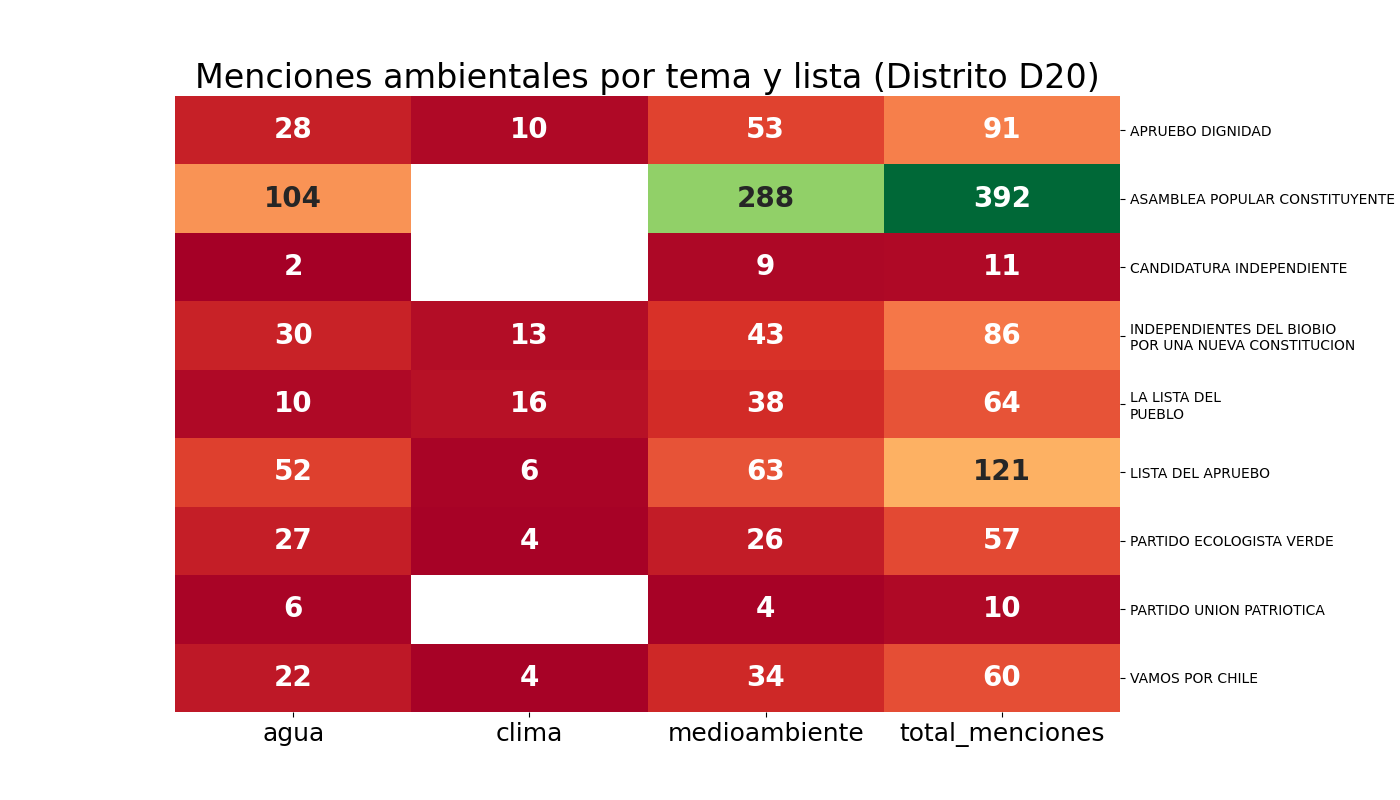 Menciones ambientales por tema y lista (Distrito D20)
28 10 53 91 APRUEBO DIGNIDAD
104 288 392 ASAMBLEA POPULAR CONSTITUYENTE
2 9 11 CANDIDATURA INDEPENDIENTE
30 13 43 86 INDEPENDIENTES DEL BIOBIO
POR UNA NUEVA CONSTITUCION
10 16 38 64 LA LISTA DEL
PUEBLO
52 6 63 121 LISTA DEL APRUEBO
27 4 26 57 PARTIDO ECOLOGISTA VERDE
6 4 10 PARTIDO UNION PATRIOTICA
22 4 34 60 VAMOS POR CHILE
agua clima medioambiente total_menciones